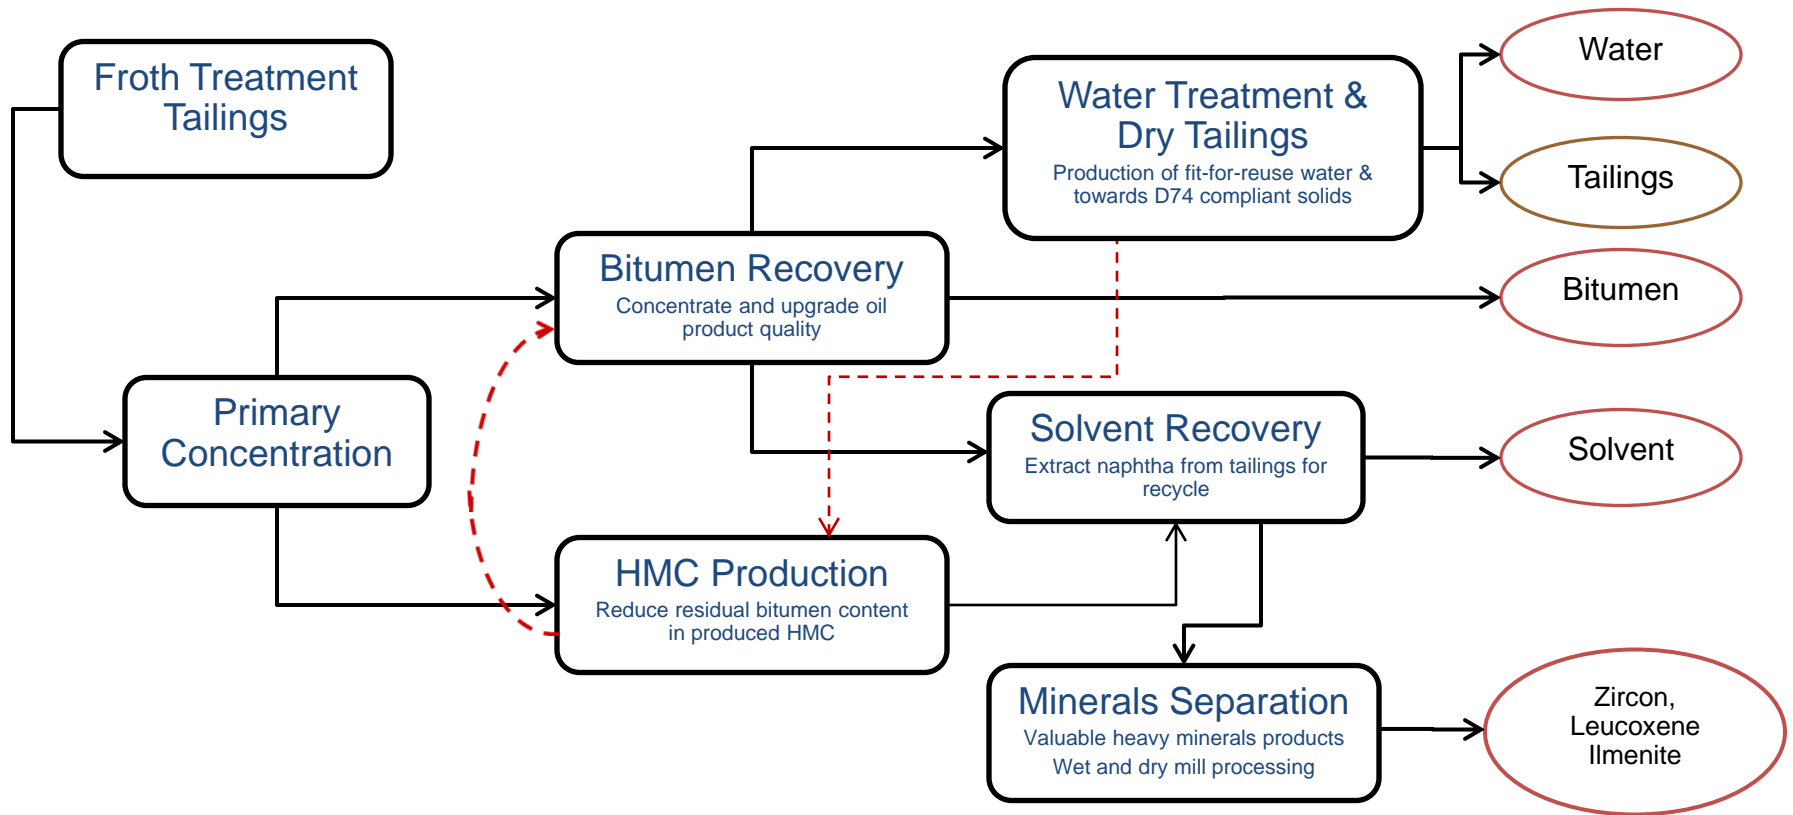 Froth Treatment
Tailings
Primary
Concentration
Bitumen Recovery
Concentrate and upgrade oil
product quality
HMC Production
Reduce residual bitumen content
in produced HMC
Water Treatment &
Dry Tailings
Production of fit-for-reuse water &
towards D74 compliant solids
Solvent Recovery
Extract naphtha from tailings for
recycle
Minerals Separation
Valuable heavy minerals products
Wet and dry mill processing
Water
Tailings
Bitumen
Solvent
Zircon,
Leucoxene
Ilmenite